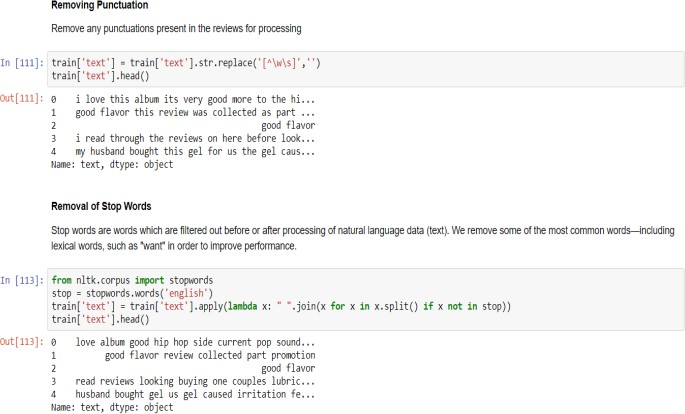 Removing Punctuation
Remove any punctuations present in the reviews for processing
In [111]: train['text'] = train['text'].str.replace('[^\w\s]','')
train['text'].head()
Out[111]: 0 i love this album its very good more to the hi...
1 good flavor this review was collected as part ...
2 good flavor
3 i read through the reviews on here before look...
4 my husband bought this gel for us the gel caus...
Name: text, dtype: object
Removal of Stop Words
Stop words are words which are filtered out before or after processing of natural language data (text). We remove some of the most common words—including
lexical words, such as "want" in order to improve performance.
In [113]: from nltk.corpus import stopwords
stop = stopwords.words('english')
train['text'] = train['text'].apply(lambda x: " ".join(x for x in x.split() if x not in stop))
train['text'].head()
Out[113]: 0 love album good hip hop side current pop sound...
1 good flavor review collected part promotion
2 good flavor
3 read reviews looking buying one couples lubric...
4 husband bought gel us gel caused irritation fe...
Name: text, dtype: object